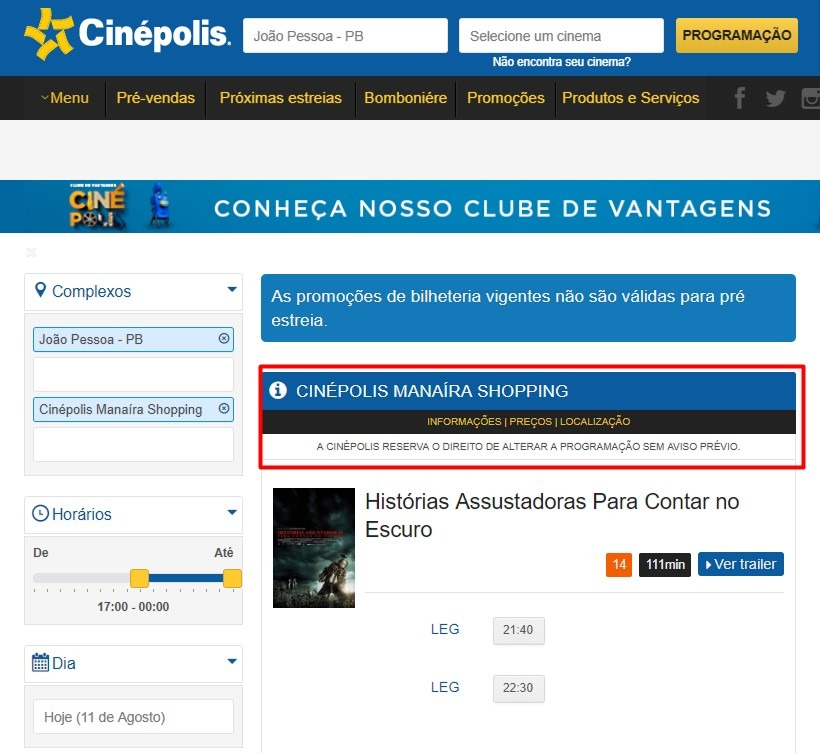 Cinépolis.
João Pessoa - PB
Selecione um cinema
PROGRAMAÇÃO
Não encontra seu cinema?
Menu
Pré-vendas
Próximas estreias
Bomboniére
Promoções
Produtos e Serviços
CLUBE DE VANTAGENS
CINÉ
POLIS
CONHEÇA NOSSO CLUBE DE VANTAGENS
Complexos
João Pessoa - PB
Cinépolis Manaíra Shopping
Horários
De Até
17:00 - 00:00
Dia
Hoje (11 de Agosto)
As promoções de bilheteria vigentes não são válidas para pré
estreia.
CINÉPOLIS MANAÍRA SHOPPING
INFORMAÇÕES | PREÇOS | LOCALIZAÇÃO
A CINÉPOLIS RESERVA O DIREITO DE ALTERAR A PROGRAMAÇÃO SEM AVISO PRÉVIO.
Histórias Assustadoras Para Contar no
Escuro
14 111min Ver trailer
LEG 21:40
LEG 22:30